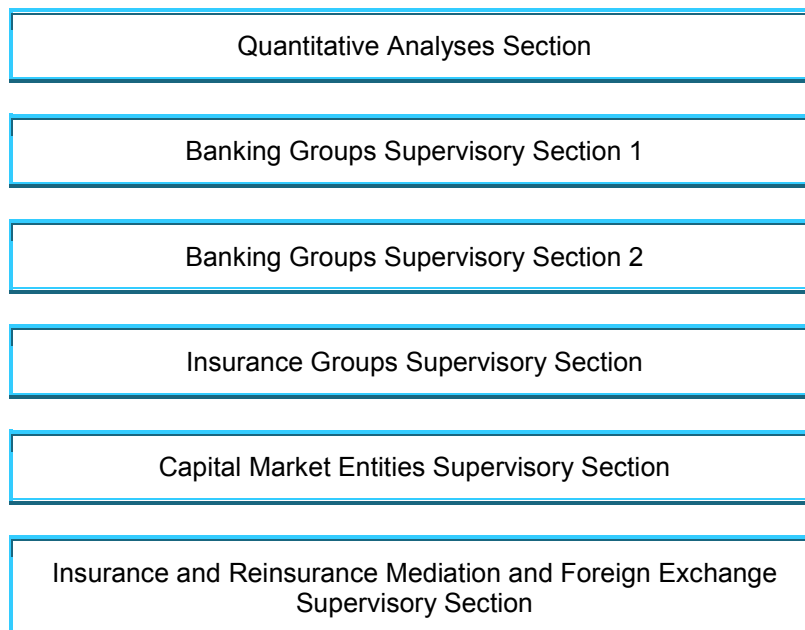 Quantitative Analyses Section
Banking Groups Supervisory Section 1
Banking Groups Supervisory Section 2
Insurance Groups Supervisory Section
Capital Market Entities Supervisory Section
Insurance and Reinsurance Mediation and Foreign Exchange
Supervisory Section